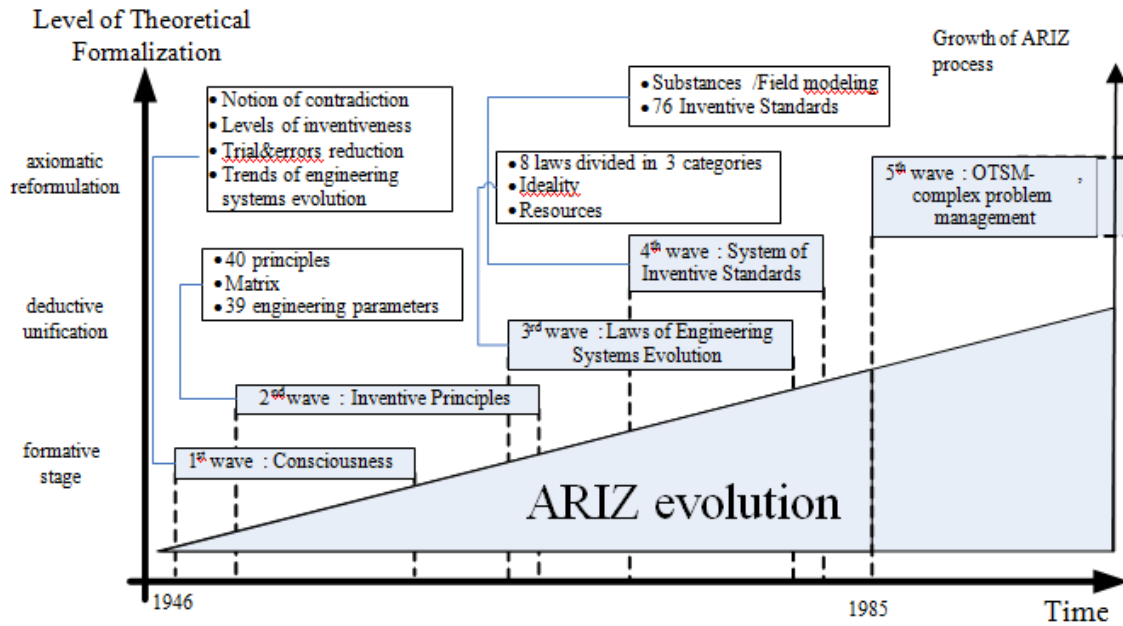 Level of Theoretical
Formalization
Growth of ARIZ
process
• Notion of contradiction
• Levels of inventiveness
• Trial&errors reduction
• Trends of engineering
systems evolution
• Substances /Field modeling
• 76 Inventive Standards
axiomatic
reformulation
• 8 laws divided in 3 categories
• Ideality
• Resources
5th wave : OTSM- ,
complex problem
management
• 40 principles
• Matrix
• 39 engineering parameters
4th wave : System of
Inventive Standards
deductive
unification
3rd wave : Laws of Engineering
Systems Evolution
2nd wave : Inventive Principles
formative
stage
1st wave : Consciousness
ARIZ evolution
1946
1985
Time